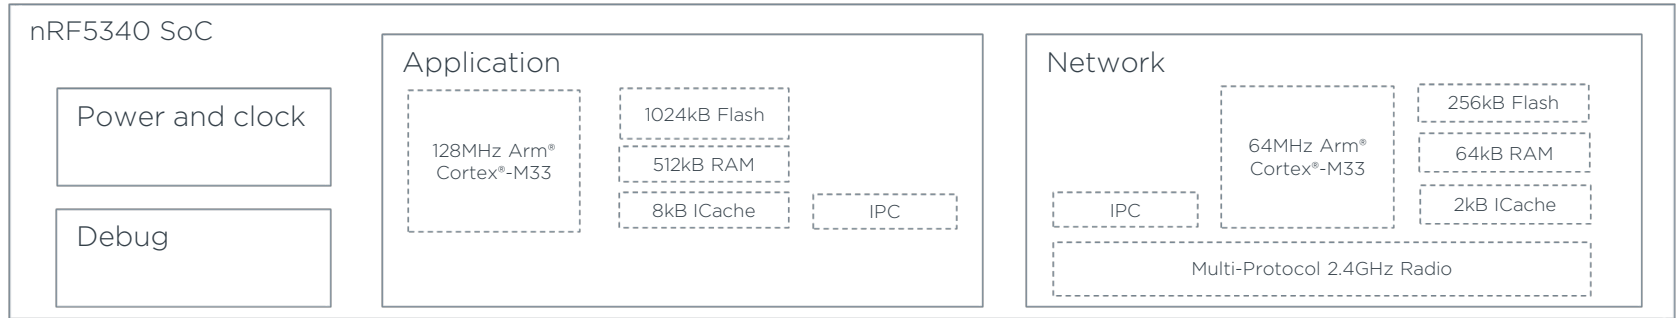 nRF5340 SoC
Power and clock
Debug
Application
128MHz Arm®
Cortex®-M33
1024kB Flash
512kB RAM
8kB ICache
IPC
Network
IPC
64MHz Arm®
Cortex®-M33
256kB Flash
64kB RAM
2kB ICache
Multi-Protocol 2.4GHz Radio